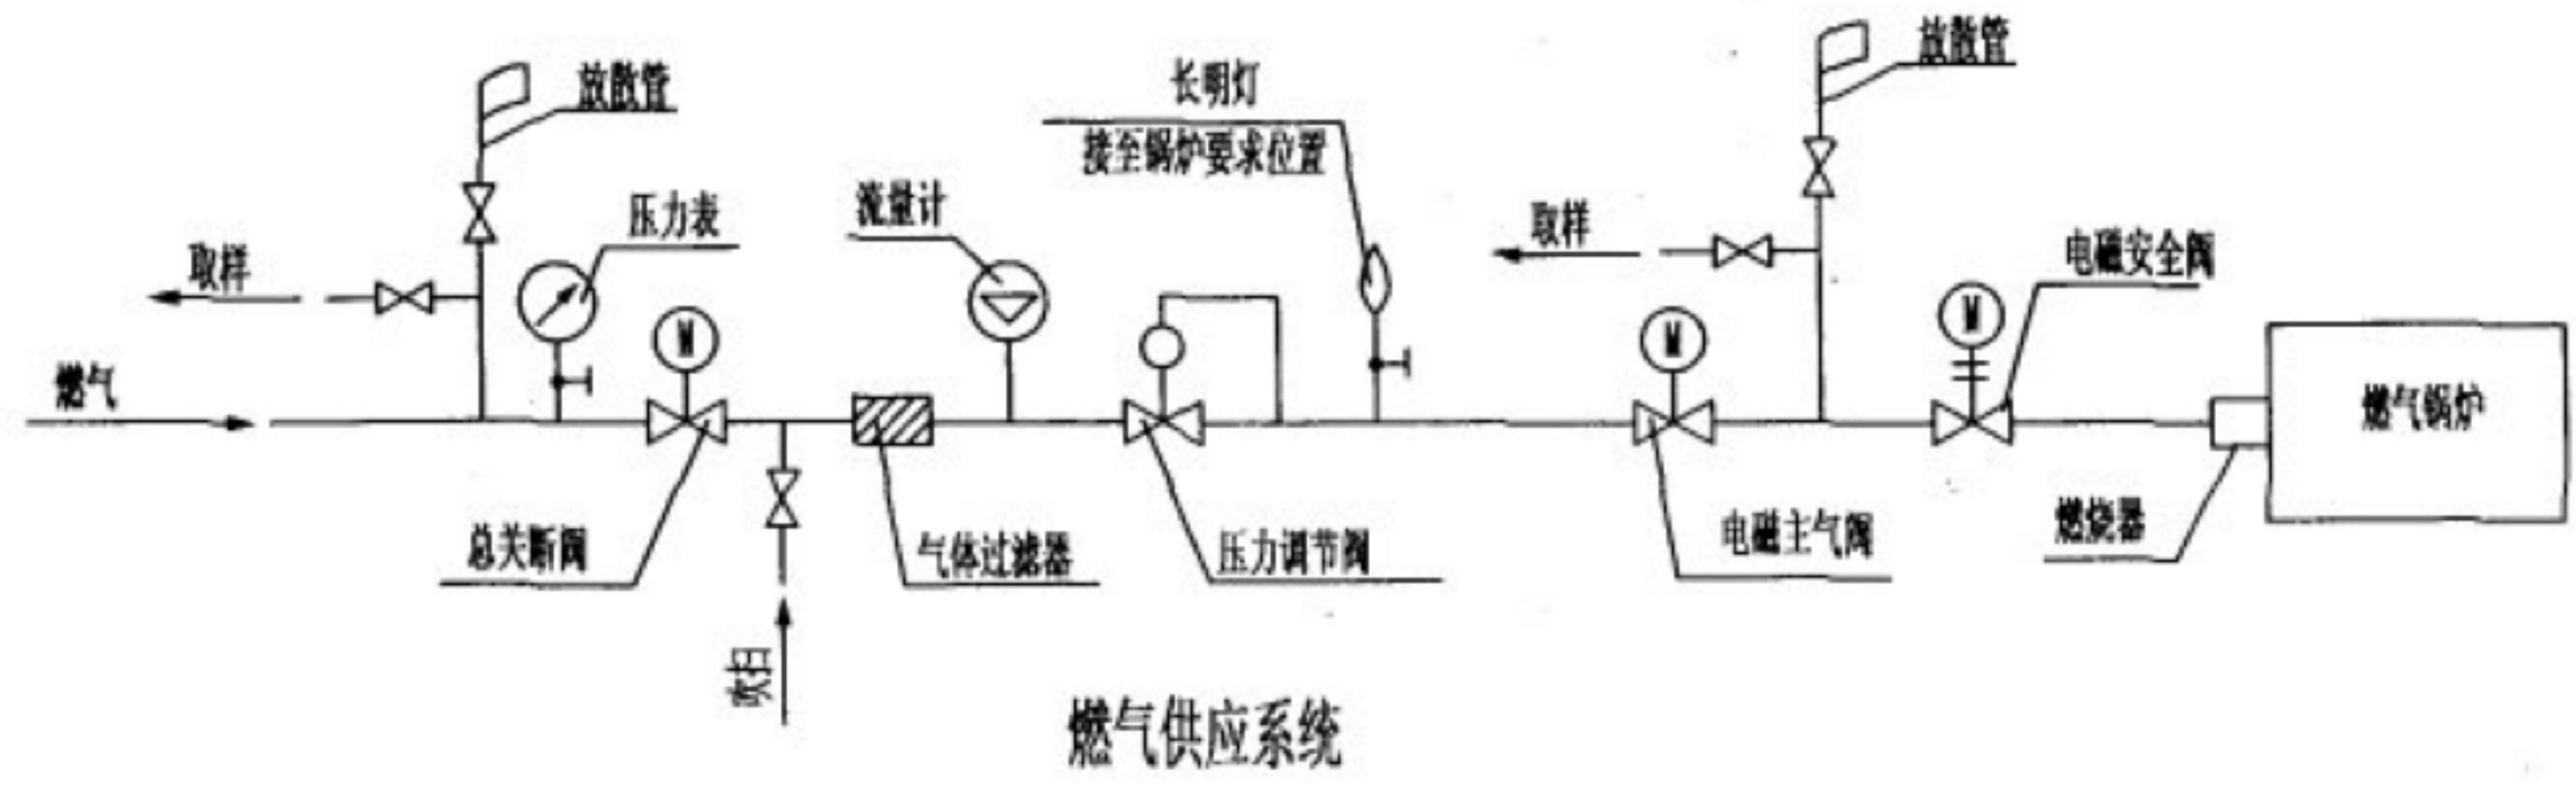 放散管
放散管
长明灯
接至锅炉要求位置
压力表
流量计
取样
取样
电磁安全阀
M
M
M
燃气
燃气锅炉
总关断阀
气体过滤器
压力调节阀
电磁主气阀
燃烧器
吹扫
燃气供应系统